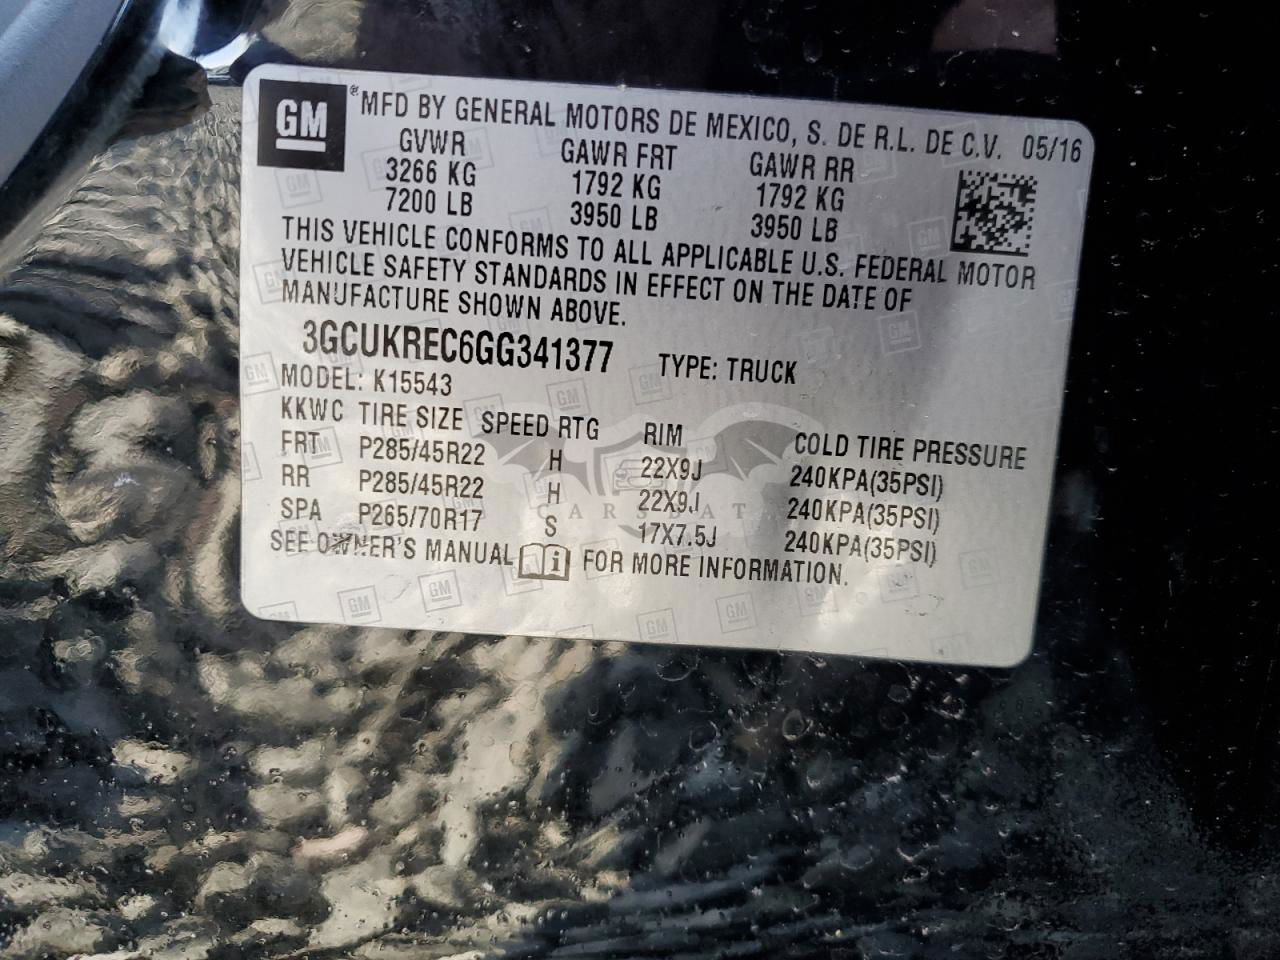 GM ® MFD BY GENERAL MOTORS DE MEXICO, S. DE R.L. DE C.V. 05/16
GVWR GAWR FRT GAWR RR
3266 KG 1792 KG 1792 KG
7200 LB 3950 LB 3950 LB
THIS VEHICLE CONFORMS TO ALL APPLICABLE U.S. FEDERAL MOTOR
VEHICLE SAFETY STANDARDS IN EFFECT ON THE DATE OF
MANUFACTURE SHOWN ABOVE.
3GCUKREC6GG341377 TYPE: TRUCK
MODEL: K15543
KKWC TIRE SIZE SPEED RTG RIM COLD TIRE PRESSURE
FRT P285/45R22 H 22X9J 240KPA(35PSI)
RR P285/45R22 H 22X9J 240KPA(35PSI)
SPA P265/70R17 S 17X7.5J 240KPA(35PSI)
SEE OWNER'S MANUAL i FOR MORE INFORMATION.
CARSBAT